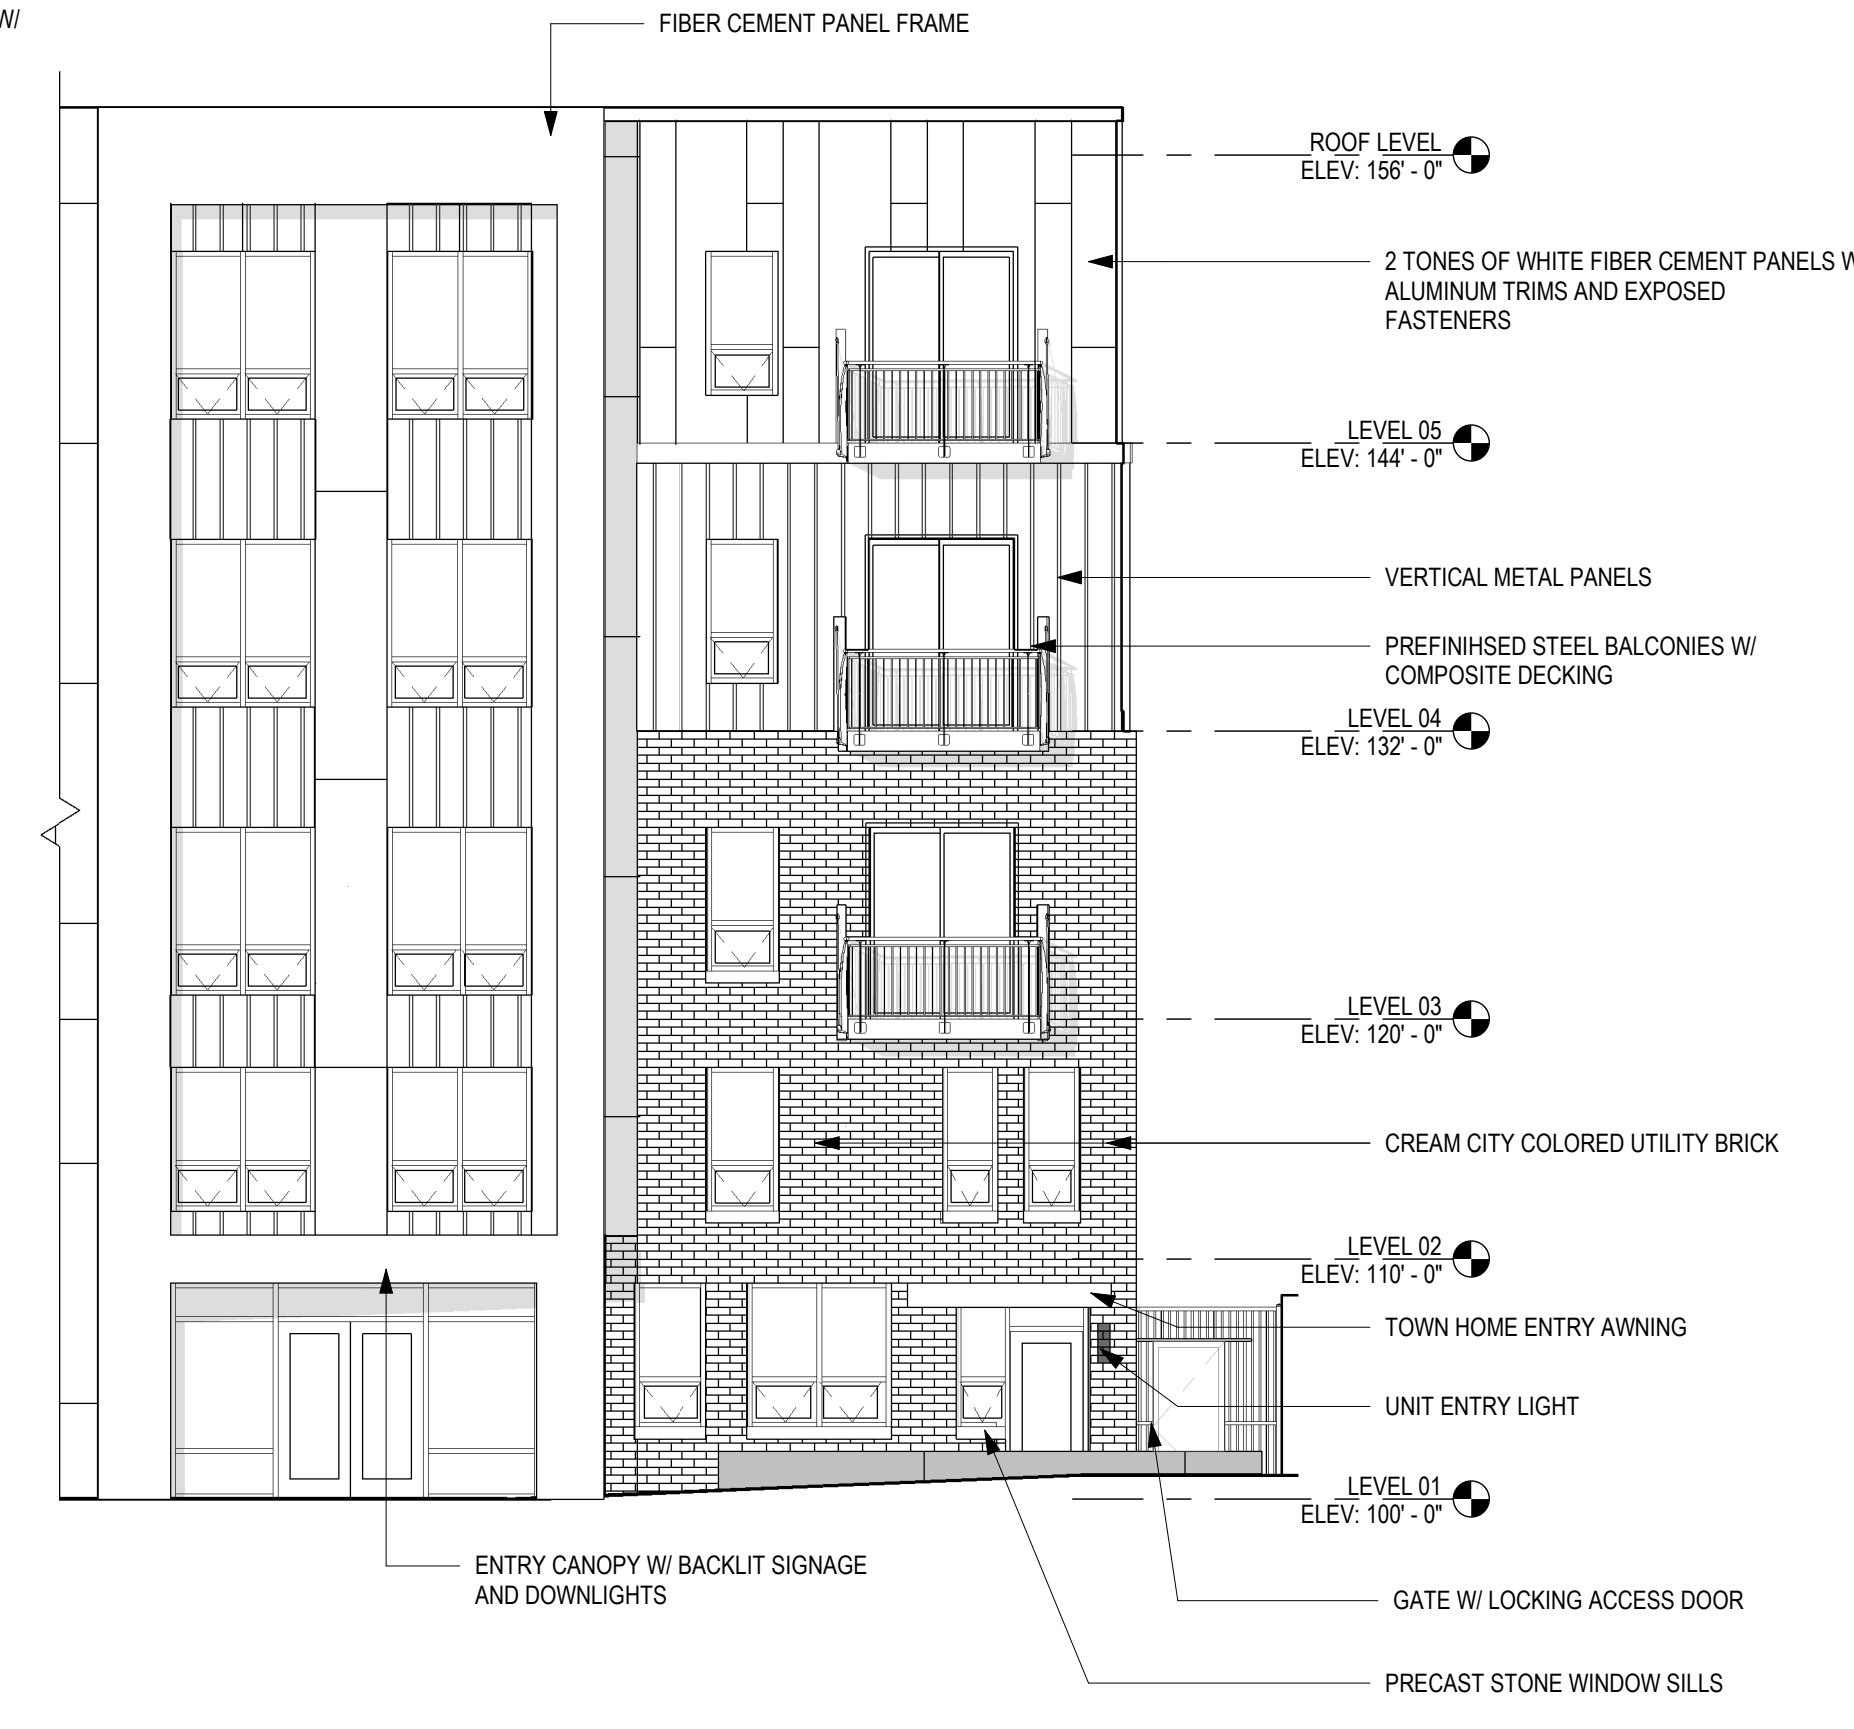 W/
FIBER CEMENT PANEL FRAME
ROOF LEVEL
ELEV: 156' - 0"
2 TONES OF WHITE FIBER CEMENT PANELS W
ALUMINUM TRIMS AND EXPOSED
FASTENERS
LEVEL 05
ELEV: 144' - 0"
VERTICAL METAL PANELS
PREFINIHSED STEEL BALCONIES W/
COMPOSITE DECKING
LEVEL 04
ELEV: 132' - 0"
LEVEL 03
ELEV: 120' - 0"
CREAM CITY COLORED UTILITY BRICK
LEVEL 02
ELEV: 110' - 0"
TOWN HOME ENTRY AWNING
UNIT ENTRY LIGHT
LEVEL 01
ELEV: 100' - 0"
ENTRY CANOPY W/ BACKLIT SIGNAGE
AND DOWNLIGHTS
GATE W/ LOCKING ACCESS DOOR
PRECAST STONE WINDOW SILLS